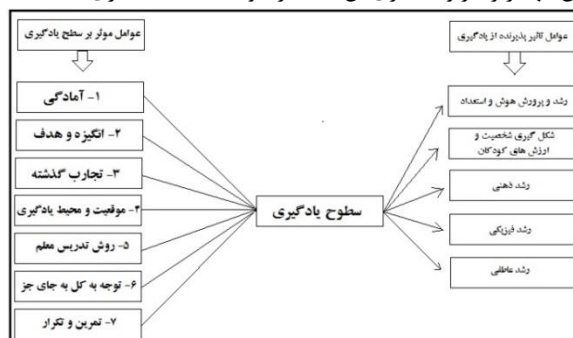 عوامل موثر بر سطح یادگیری
۱- آمادگی
۲- انگیزه و هدف
۳- تجارب گذشته
۴- موقعیت و محیط یادگیری
۵- روش تدریس معلم
۶- توجه به کل به جای جز
۷- تمرین و تکرار
سطوح یادگیری
عوامل تاثیر پذیرنده از یادگیری
رشد و پرورش هوش و استعداد
شکل گیری شخصیت و
ارزش های کودکان
رشد ذهنی
رشد فیزیکی
رشد عاطفی